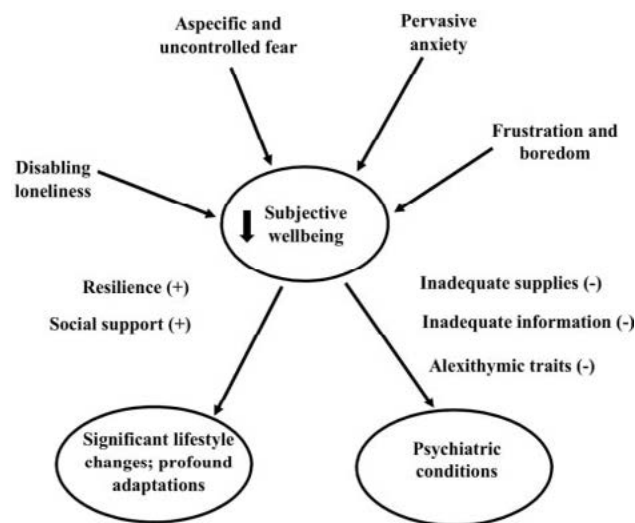 Aspecific and
uncontrolled fear
Pervasive
anxiety
Frustration and
boredom
Disabling
loneliness
Subjective
wellbeing
Resilience (+)
Social support (+)
Inadequate supplies (-)
Inadequate information (-)
Alexithymic traits (-)
Significant lifestyle
changes; profound
adaptations
Psychiatric
conditions